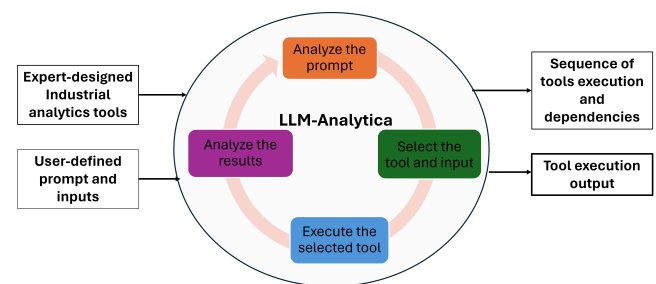 Expert-designed
Industrial
analytics tools
User-defined
prompt and
inputs
Analyze the
prompt
LLM-Analytica
Analyze the
results
Select the
tool and input
Execute the
selected tool
Sequence of
tools execution
and
dependencies
Tool execution
output